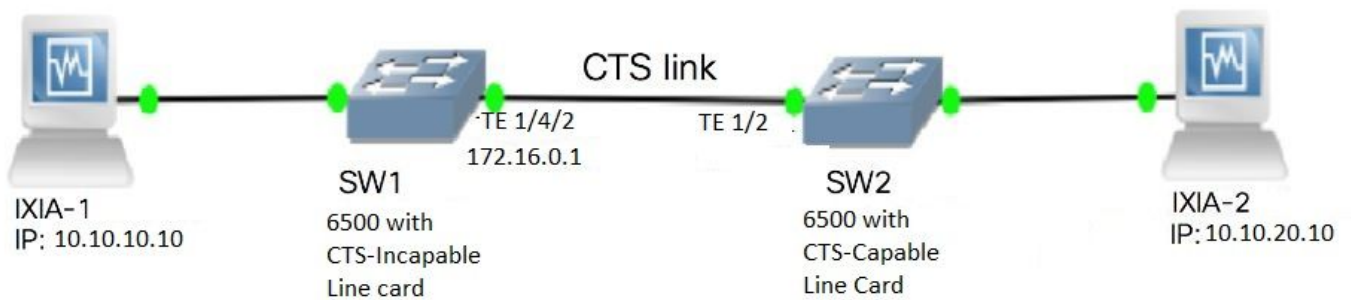 CTS link
-TE 1/4/2
172.16.0.1
TE 1/2
SW1
6500 with
CTS-Incapable
Line card
SW2
6500 with
CTS-Capable
Line Card
IXIA-1
IP: 10.10.10.10
IXIA-2
IP: 10.10.20.10